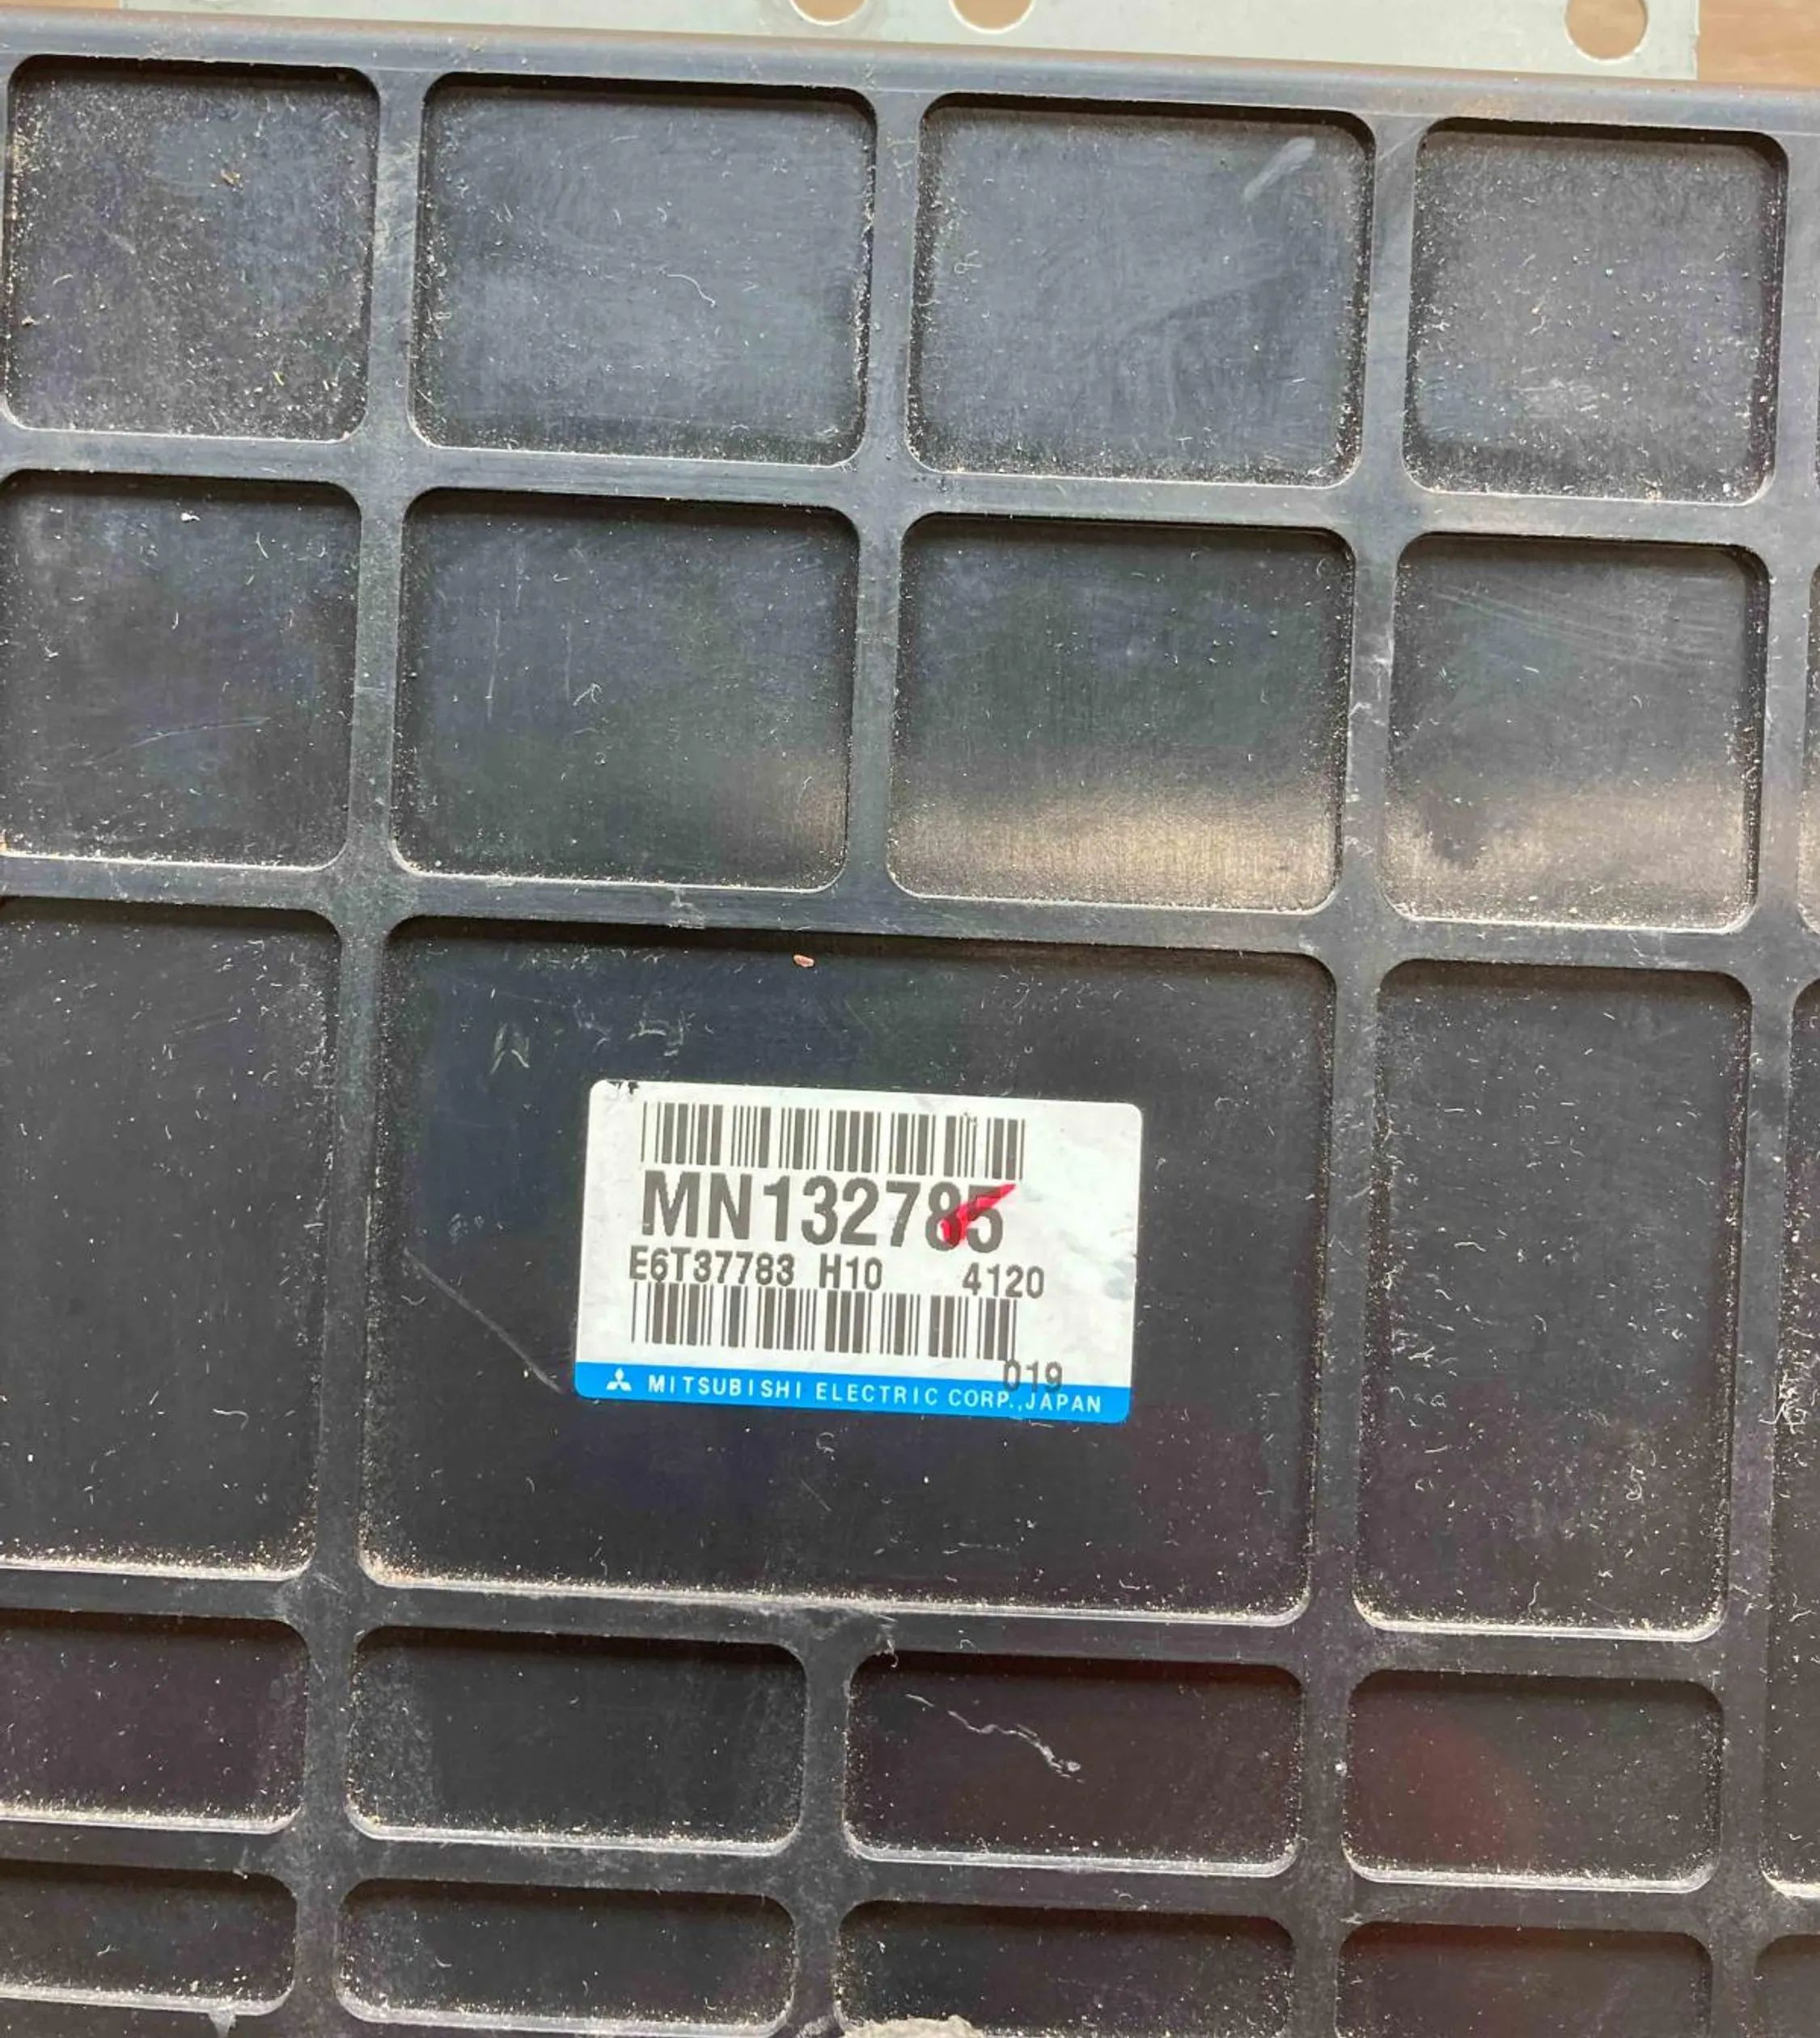 MN132785
E6T37783 H10 4120
019
MITSUBISHI ELECTRIC CORP.,JAPAN